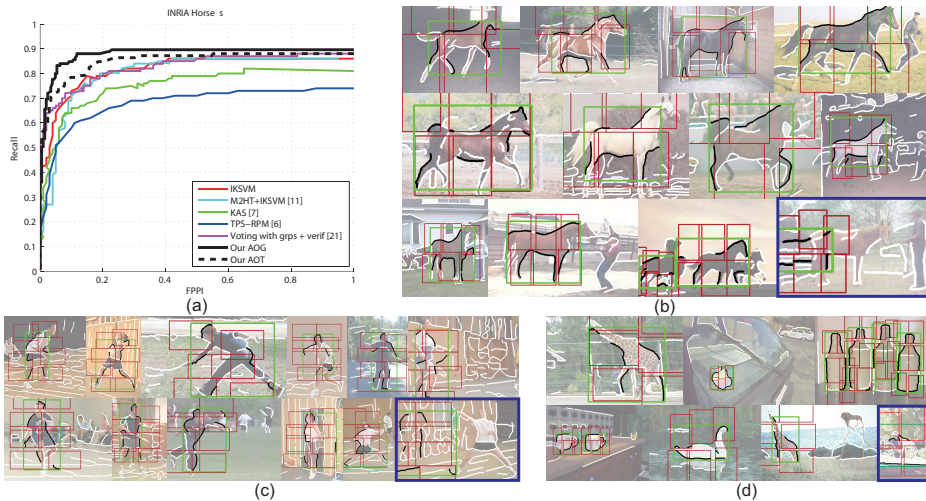 INRIA Horse s
1
0.9
0.8
0.7
0.6
0.5
0.4
0.3
0.2
0.1
0
Recall
IKSVM
M2HT+IKSVM [11]
KAS [7]
TPS−RPM [6]
Voting with grps + verif [21]
Our AOG
Our AOT
0 0.2 0.4 0.6 0.8 1
FPPI
(a)
(b)
(c)
(d)